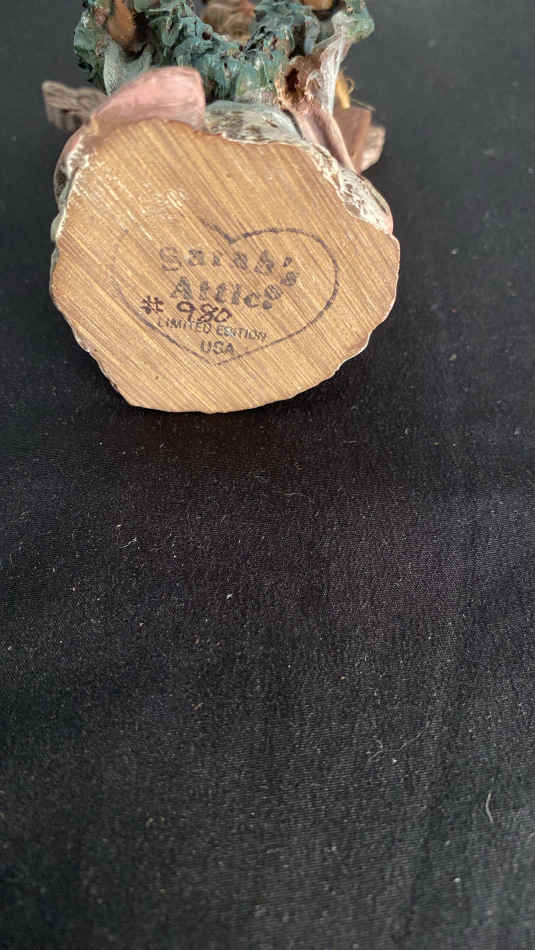 Sarah's
Attic
# 980
LIMITED EDITION
USA